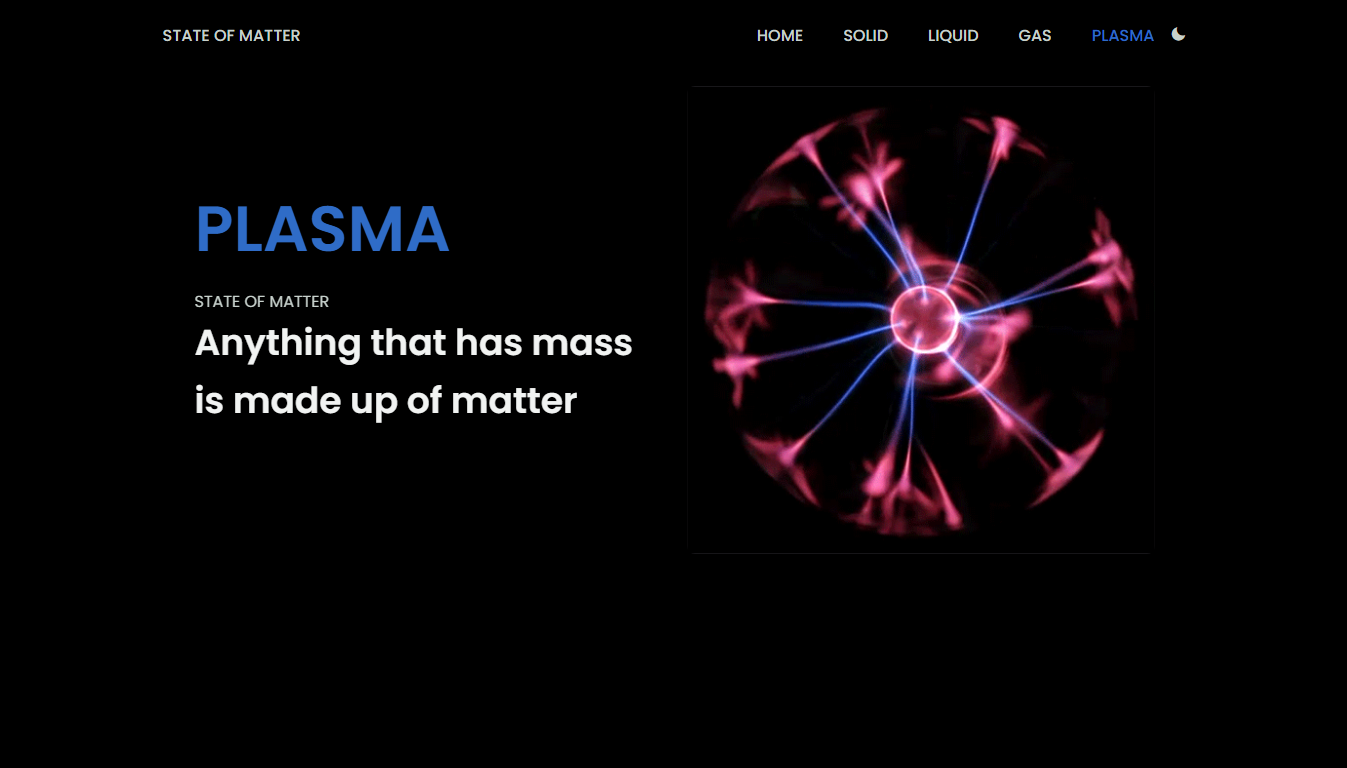 STATE OF MATTER
HOME SOLID LIQUID GAS PLASMA
PLASMA
STATE OF MATTER
Anything that has mass
is made up of matter